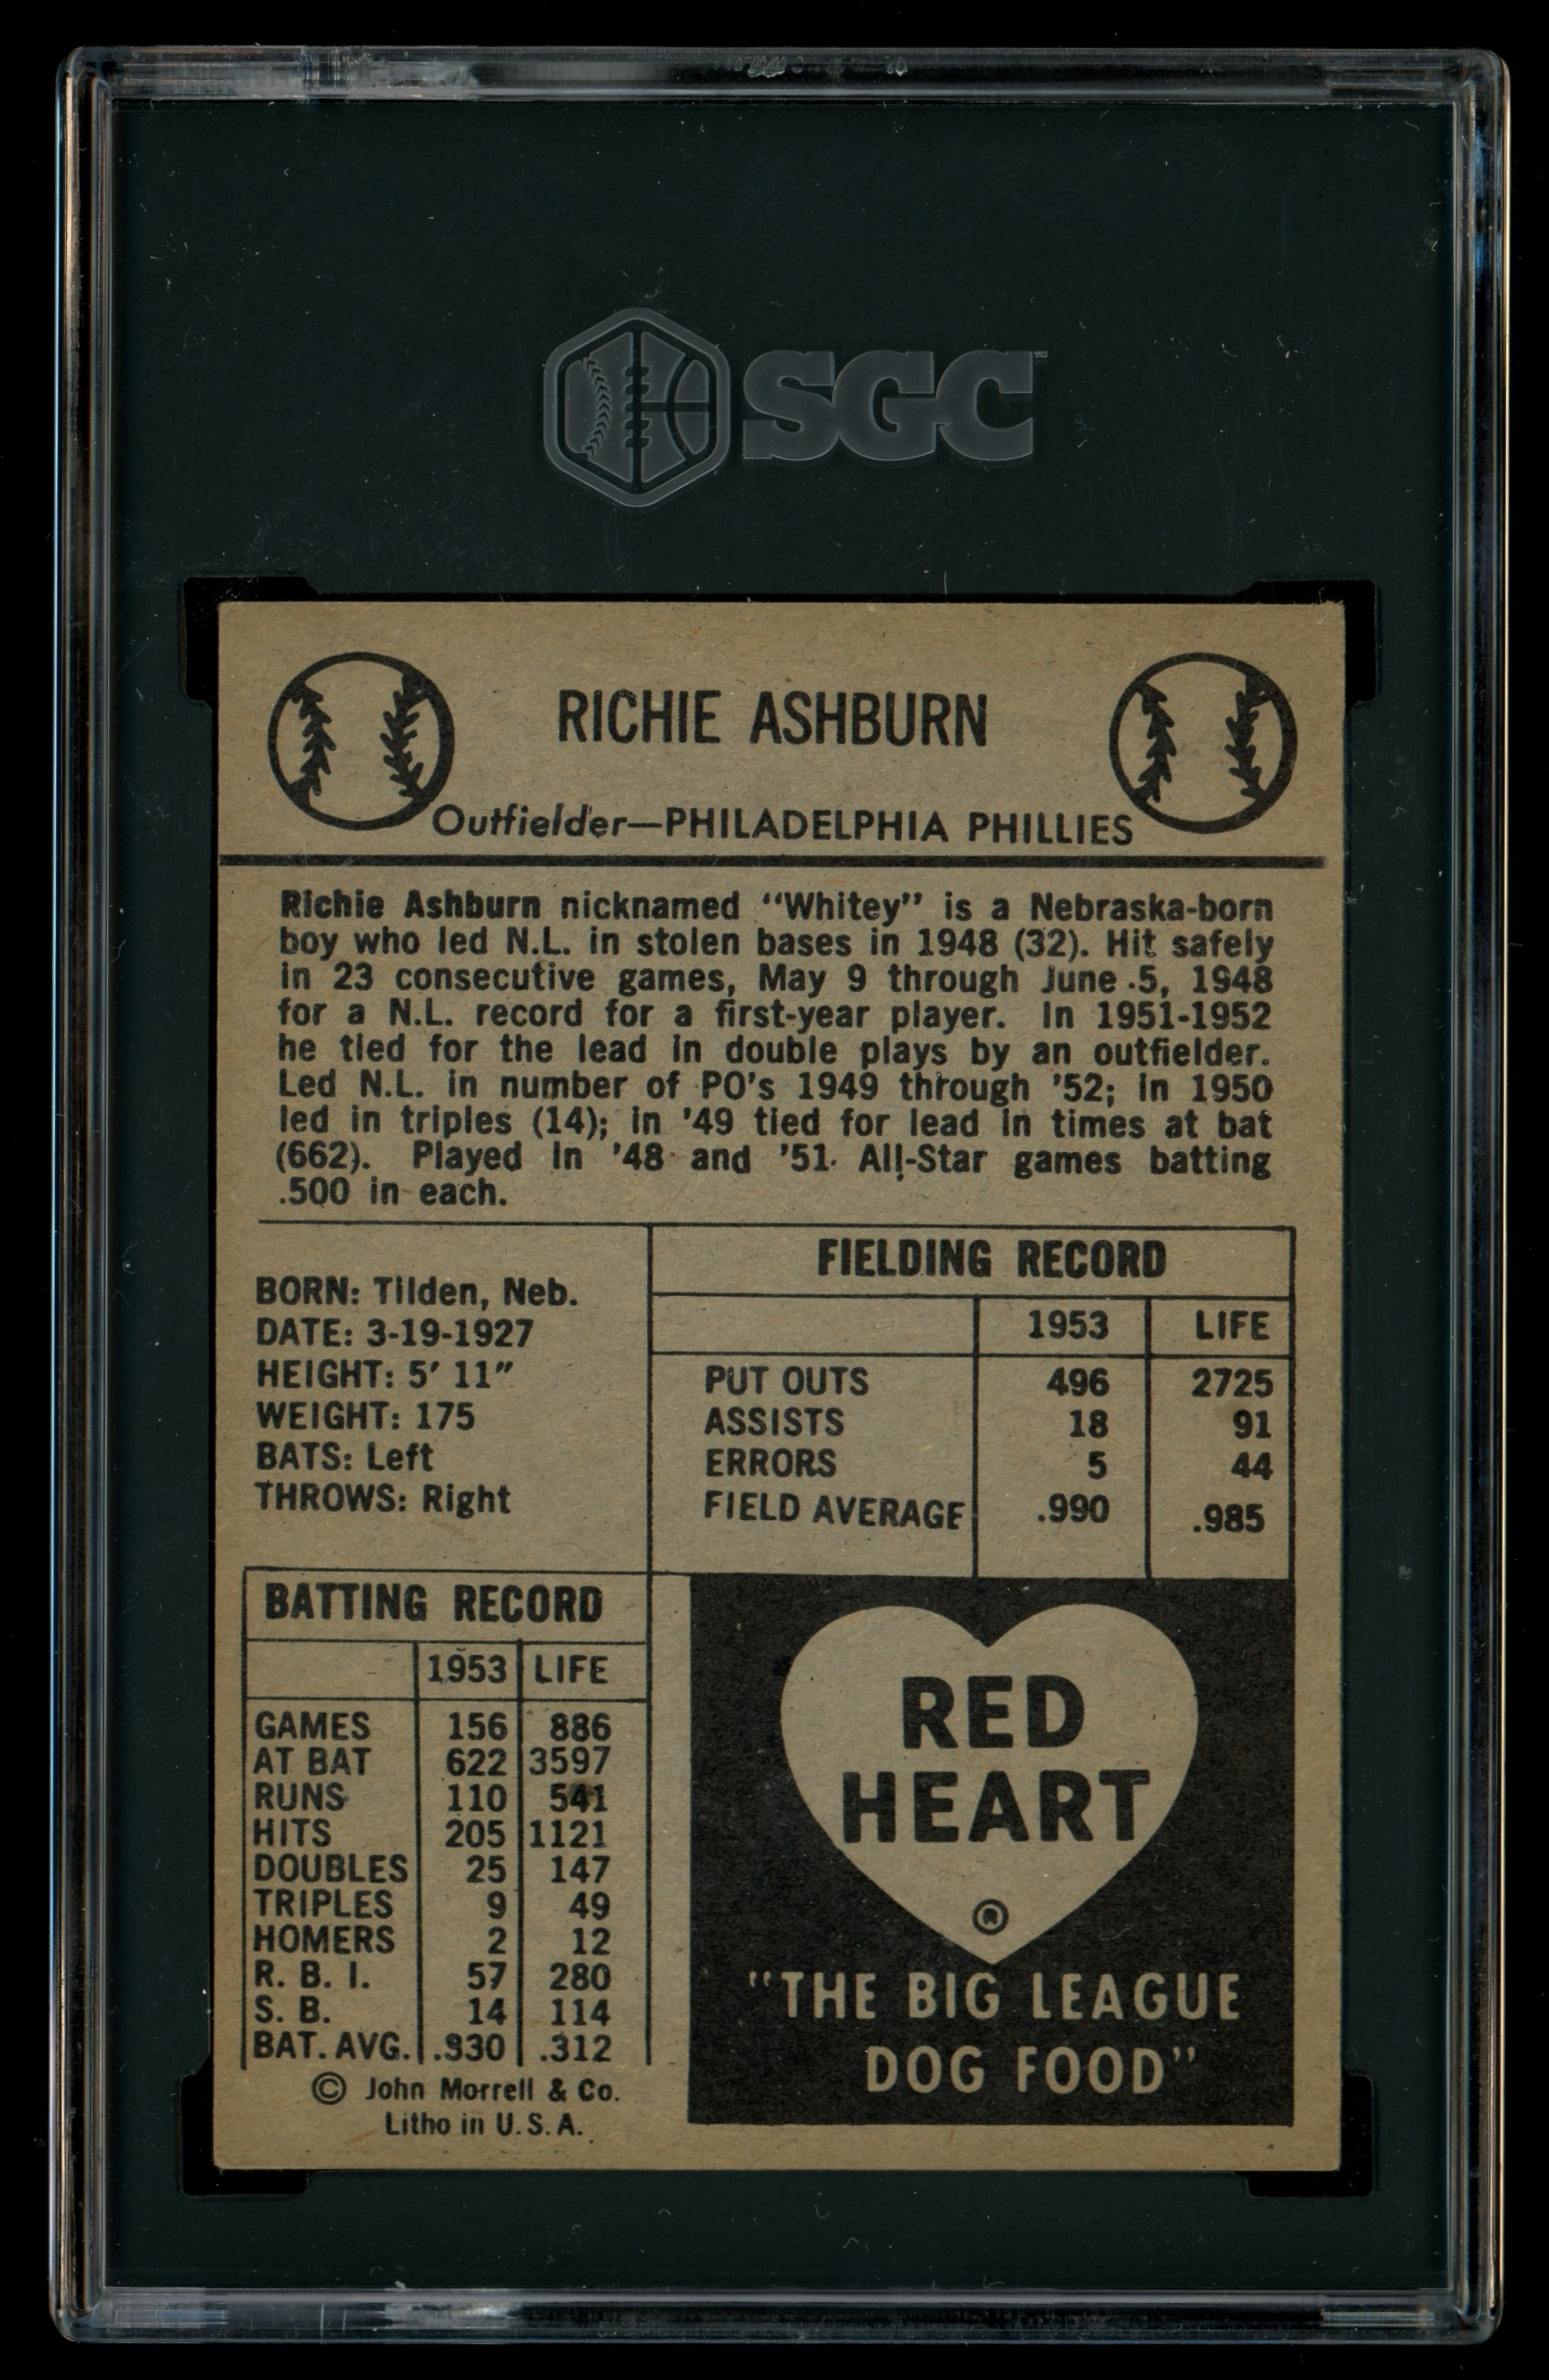 SGC
RICHIE ASHBURN
Outfielder—PHILADELPHIA PHILLIES
Richie Ashburn nicknamed “Whitey” is a Nebraska-born
boy who led N.L. in stolen bases in 1948 (32). Hit safely
in 23 consecutive games, May 9 through June 5, 1948
for a N.L. record for a first-year player. In 1951-1952
he tied for the lead in double plays by an outfielder.
Led N.L. in number of PO's 1949 through '52; in 1950
led in triples (14); in '49 tied for lead in times at bat
(662). Played in '48 and '51 All-Star games batting
.500 in each.
BORN: Tilden, Neb.
DATE: 3-19-1927
HEIGHT: 5' 11"
WEIGHT: 175
BATS: Left
THROWS: Right
FIELDING RECORD
1953 LIFE
PUT OUTS 496 2725
ASSISTS 18 91
ERRORS 5 44
FIELD AVERAGE .990 .985
BATTING RECORD
1953 LIFE
GAMES 156 886
AT BAT 622 3597
RUNS 110 541
HITS 205 1121
DOUBLES 25 147
TRIPLES 9 49
HOMERS 2 12
R. B. I. 57 280
S. B. 14 114
BAT. AVG. .330 .312
© John Morrell & Co.
Litho in U. S. A.
RED
HEART
®
“THE BIG LEAGUE
DOG FOOD”